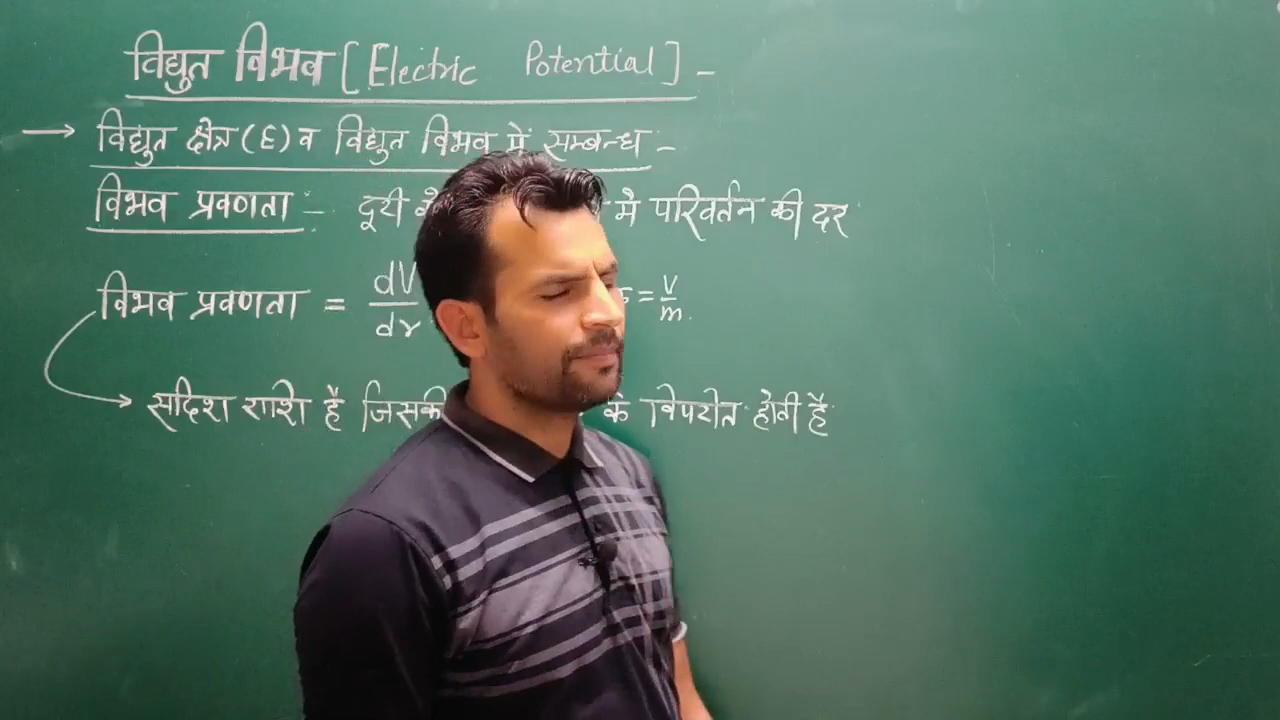 विद्युत विभव [Electric Potential] -
→ विद्युत क्षेत्र (E) व विद्युत विभव में सम्बन्ध -
विभव प्रवणता :- दूरी मै परिवर्तन की दर
विभव प्रवणता = dV/dr = V/m.
सदिश राशि है जिसकी के विपरीत होती है